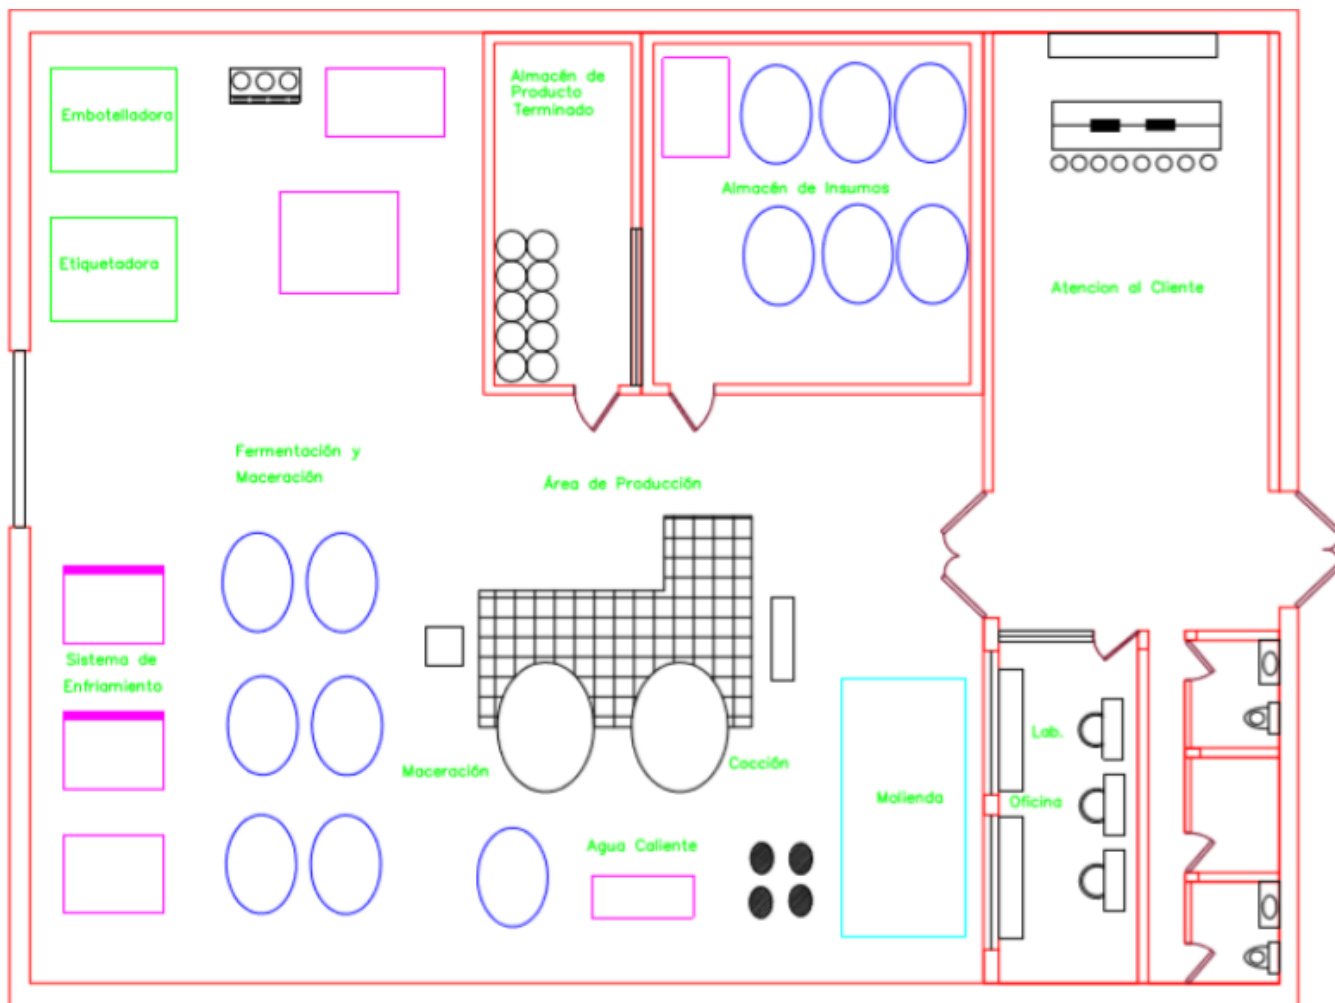 Embotelladora
Almacén de
Producto
Terminado
Almacén de Insumos
Etiquetadora
Atencion al Cliente
Fermentación y
Maceración
Área de Producción
Sistema de
Enfriamiento
Maceración
Cocción
Molienda
Lab.
Oficina
Agua Caliente